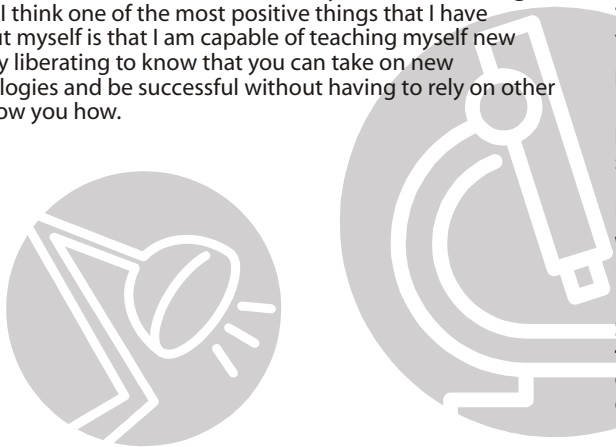 I think one of the most positive things that I have
ut myself is that I am capable of teaching myself new
y liberating to know that you can take on new
logies and be successful without having to rely on other
ow you how.